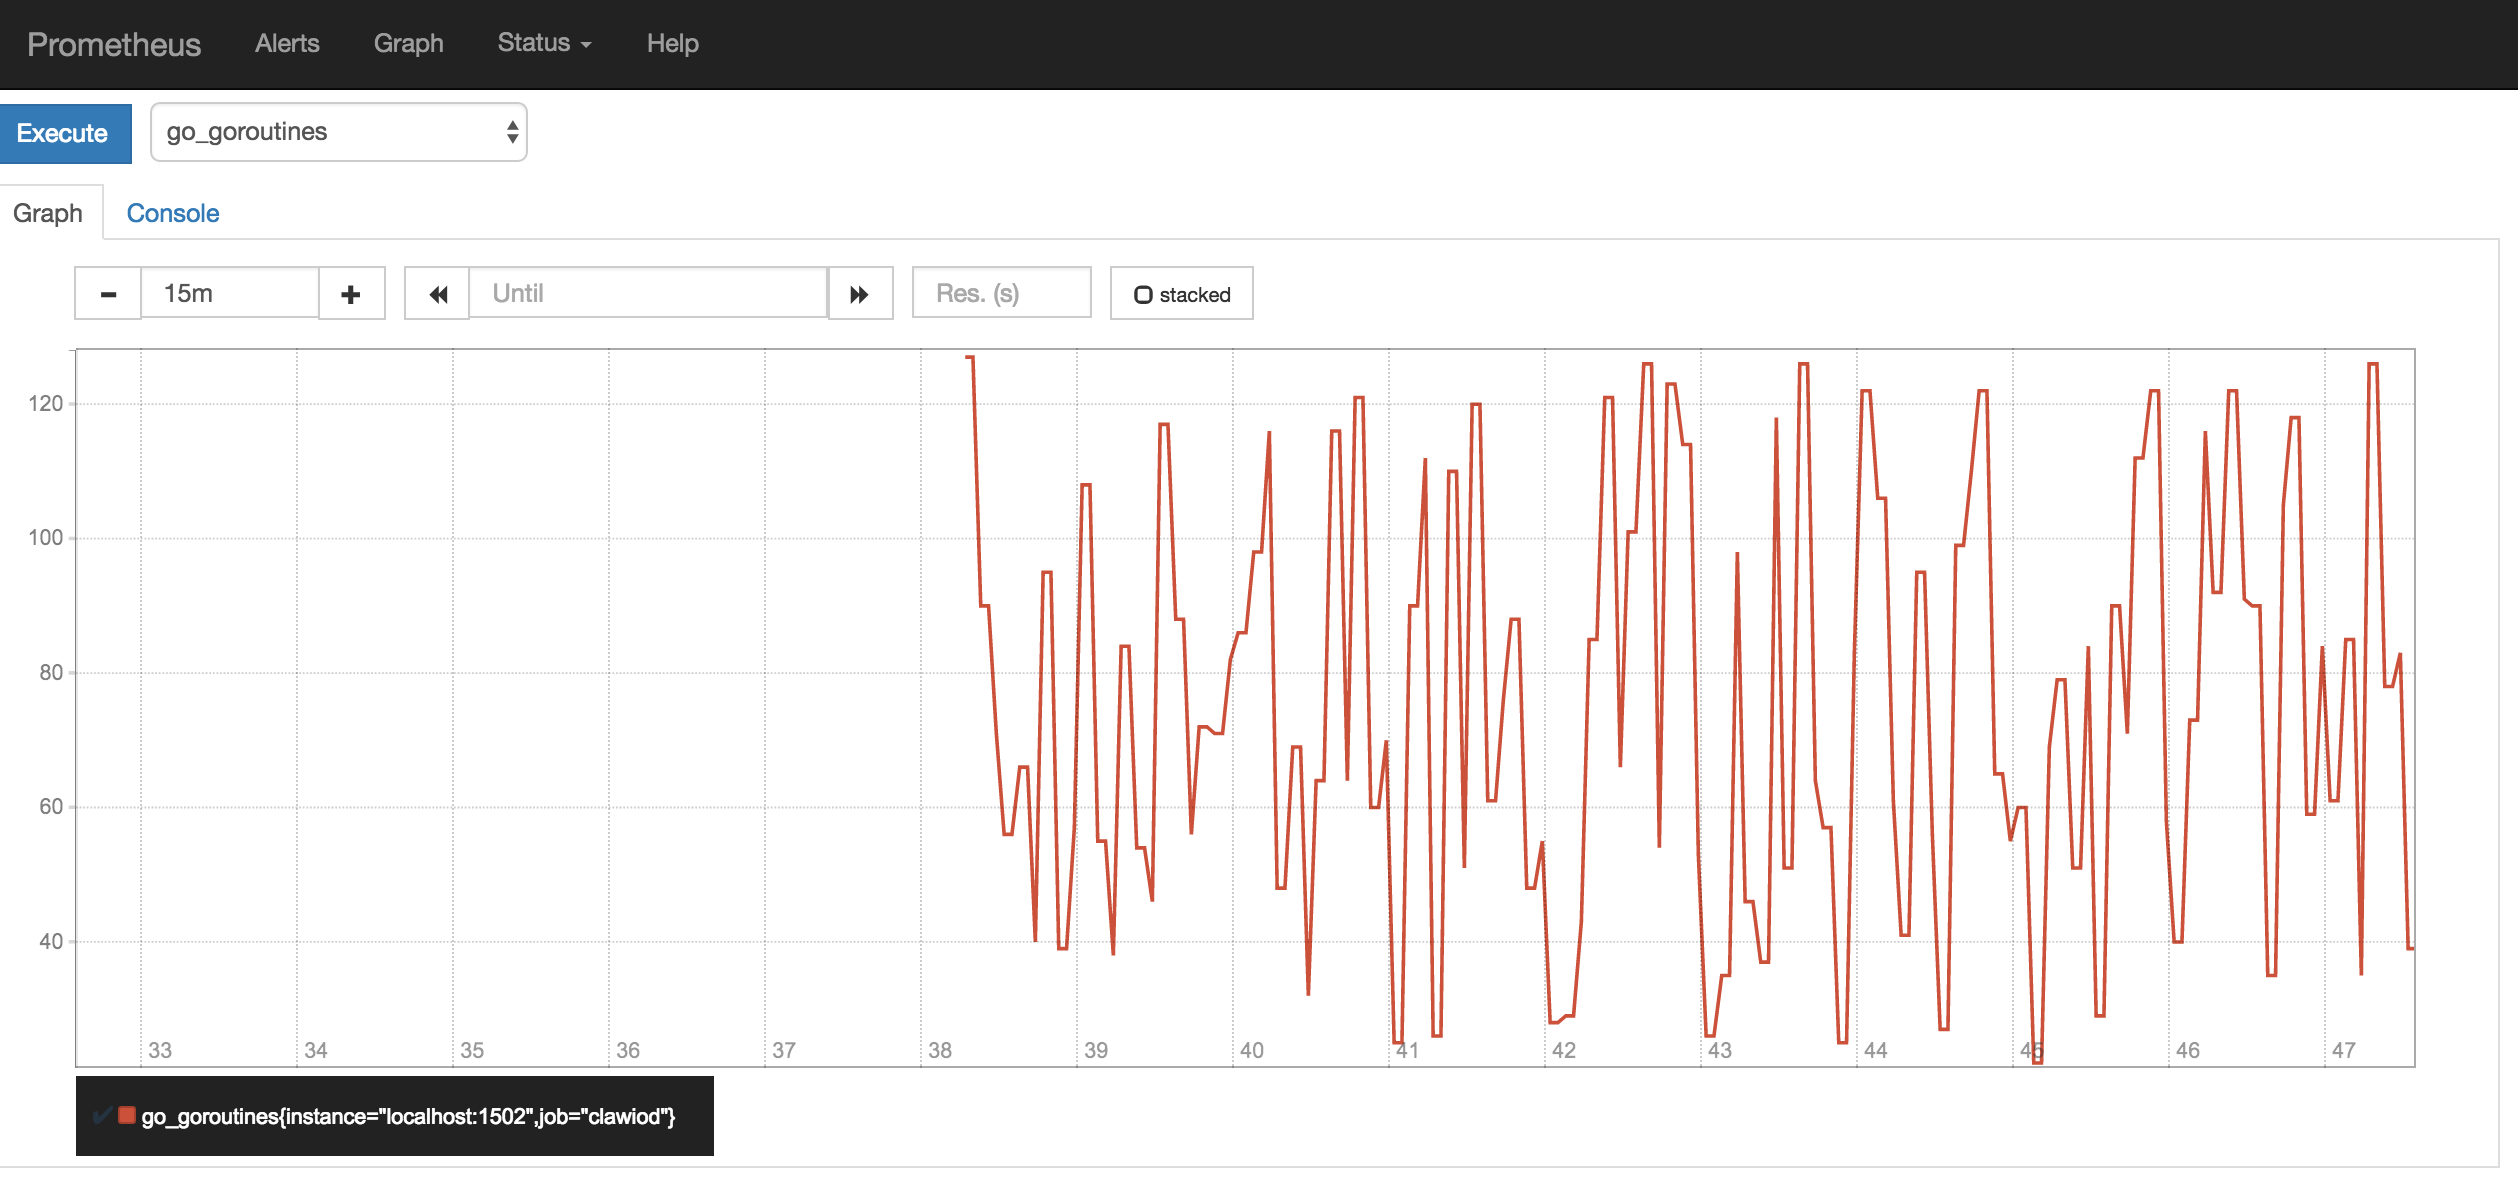 Prometheus Alerts Graph Status Help
Execute go_goroutines
Graph Console
15m Until Res. (s) stacked
120
100
80
60
40
33 34 35 36 37 38 39 40 41 42 43 44 45 46 47
go_goroutines{instance="localhost:1502",job="clawiod"}